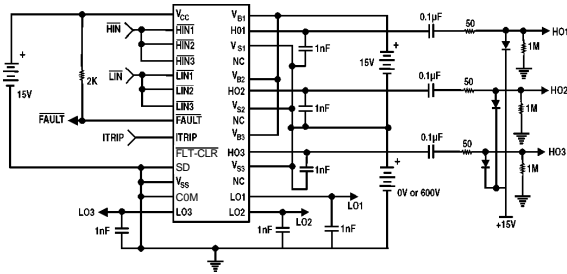 VCC
HIN
HIN1
HIN2
HIN3
LIN
LIN1
LIN2
LIN3
2K
15V
FAULT
FAULT
ITRIP
ITRIP
FLT-CLR
SD
VSS
COM
LO3
LO3
1nF
VB1
H01
VS1
NC
VB2
HO2
VS2
NC
VB3
HO3
VS3
NC
LO1
LO2
1nF
1nF
1nF
1nF
1nF
LO1
LO2
15V
0V or 600V
0.1µF
50
HO1
1M
0.1µF
50
HO2
1M
0.1µF
50
HO3
1M
+15V